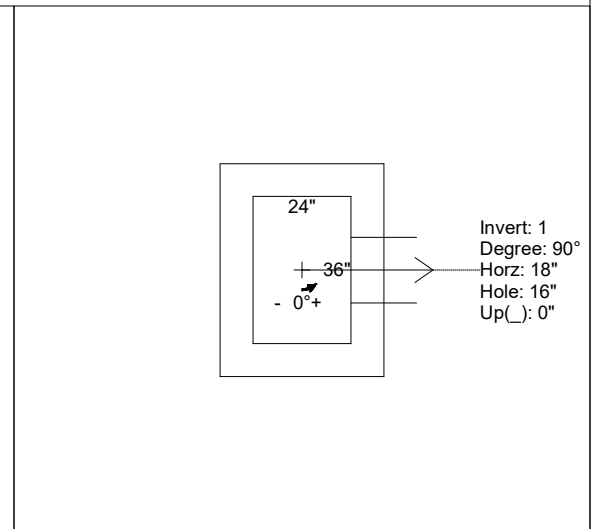 24"
36"
- 0°+
Invert: 1
Degree: 90°
Horz: 18"
Hole: 16"
Up(_): 0"